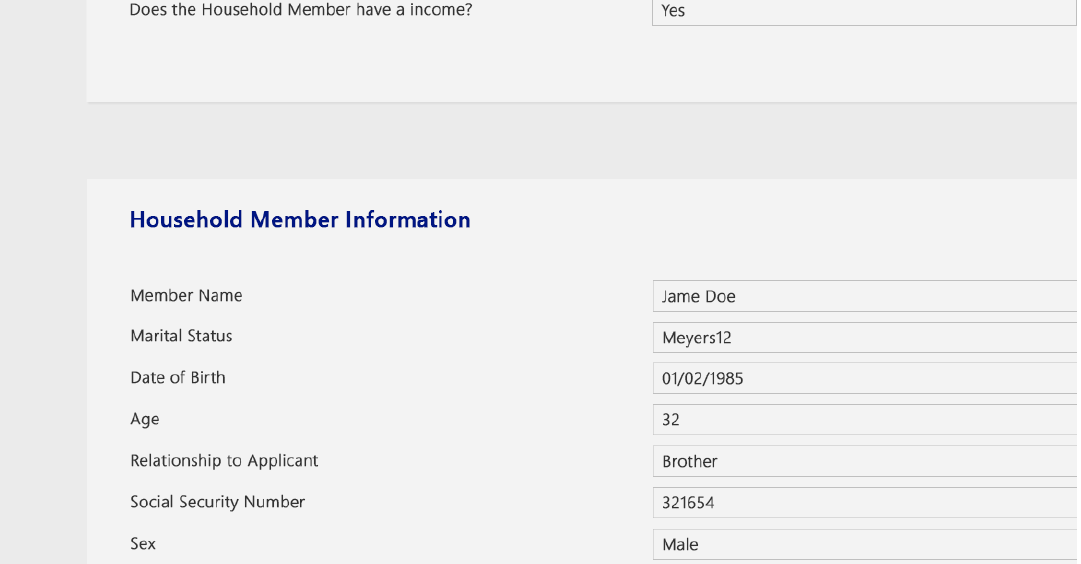 Does the Household Member have a income? Yes
Household Member Information
Member Name Jame Doe
Marital Status Meyers12
Date of Birth 01/02/1985
Age 32
Relationship to Applicant Brother
Social Security Number 321654
Sex Male